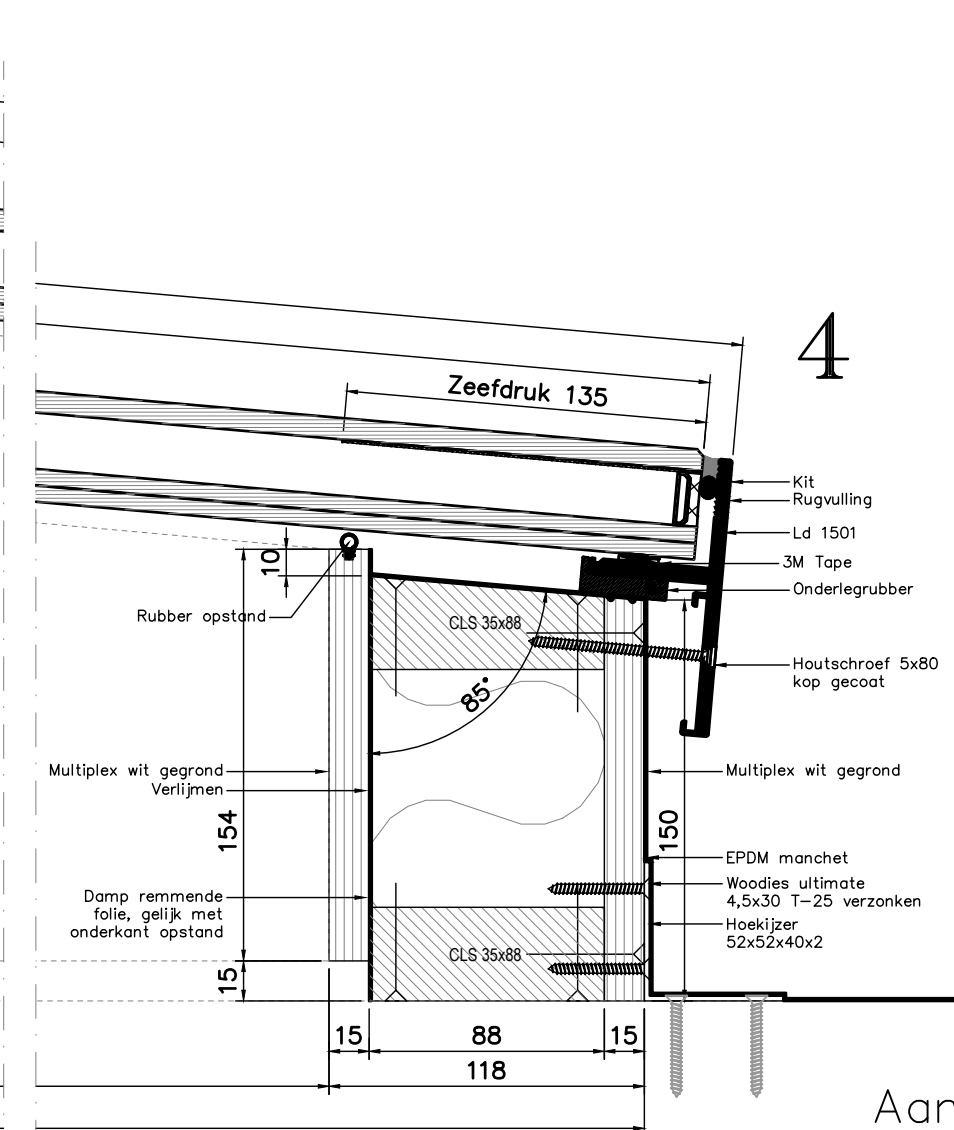 4
Zeefdruk 135
Kit
Rugvulling
Ld 1501
3M Tape
Onderlegrubber
10
Rubber opstand
CLS 35x88
Houtschroef 5x80
kop gecoat
85°
Multiplex wit gegrond
Verlijmen
Multiplex wit gegrond
154
150
EPDM manchet
Woodies ultimate
4,5x30 T-25 verzonken
Damp remmende
folie, gelijk met
onderkant opstand
Hoekijzer
52x52x40x2
CLS 35x88
15
15
88
15
118
Aan